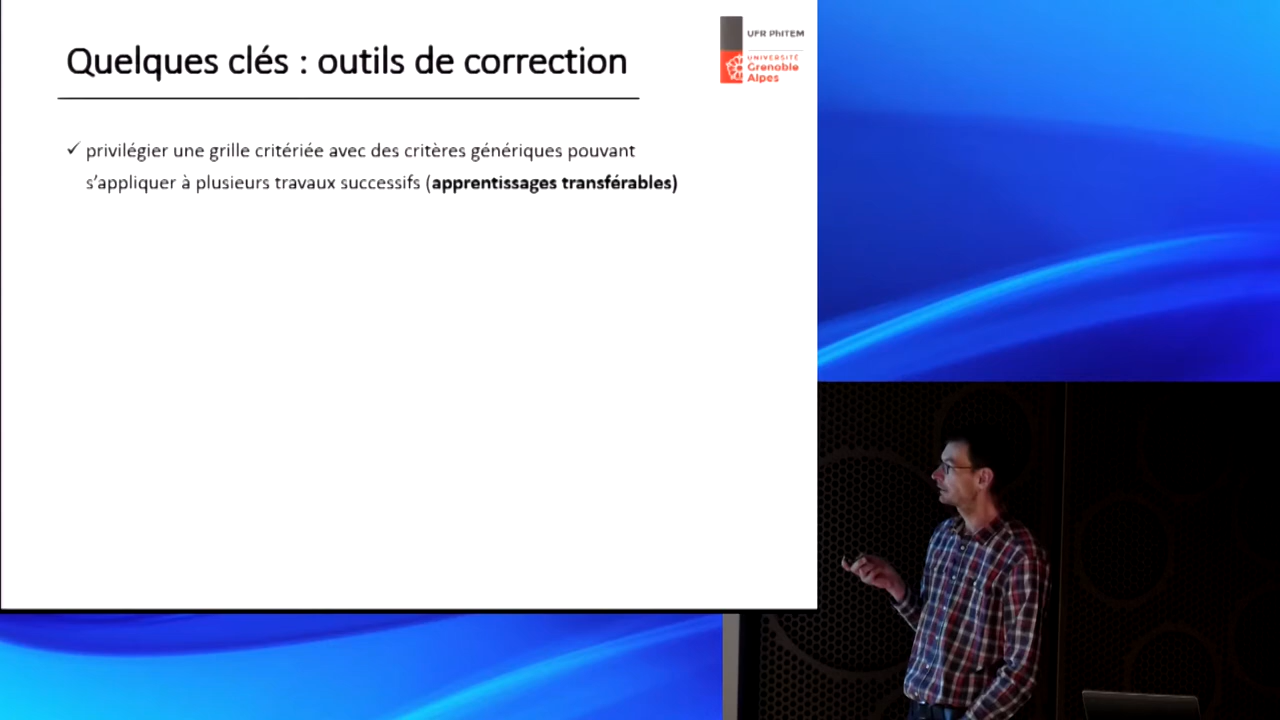 Quelques clés : outils de correction
UFR PhITEM
UNIVERSITÉ
Grenoble
Alpes
✓ privilégier une grille critériée avec des critères génériques pouvant
s’appliquer à plusieurs travaux successifs (apprentissages transférables)